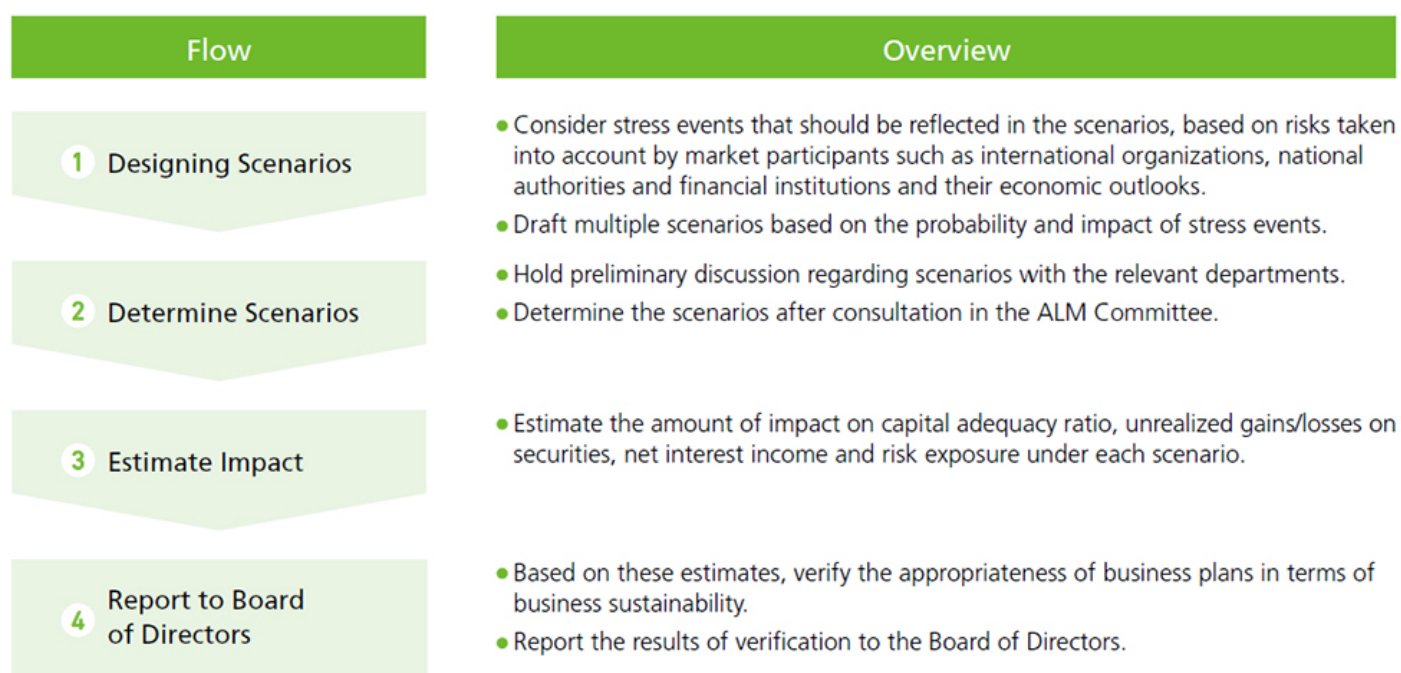 Flow
Overview
1 Designing Scenarios
● Consider stress events that should be reflected in the scenarios, based on risks taken
into account by market participants such as international organizations, national
authorities and financial institutions and their economic outlooks.
● Draft multiple scenarios based on the probability and impact of stress events.
2 Determine Scenarios
● Hold preliminary discussion regarding scenarios with the relevant departments.
● Determine the scenarios after consultation in the ALM Committee.
3 Estimate Impact
● Estimate the amount of impact on capital adequacy ratio, unrealized gains/losses on
securities, net interest income and risk exposure under each scenario.
4 Report to Board
of Directors
● Based on these estimates, verify the appropriateness of business plans in terms of
business sustainability.
● Report the results of verification to the Board of Directors.